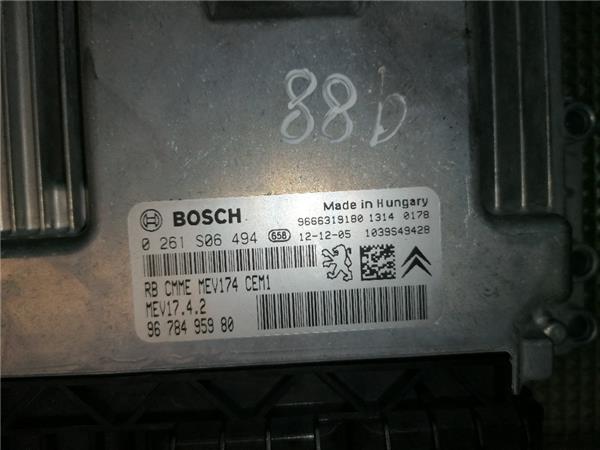 988
BOSCH
Made in Hungary
9666319180 1314 0178
0 261 S06 494 658 12-12-05 1039S49428
RB CMME MEV174 CEM1
MEV17.4.2
96 784 959 80